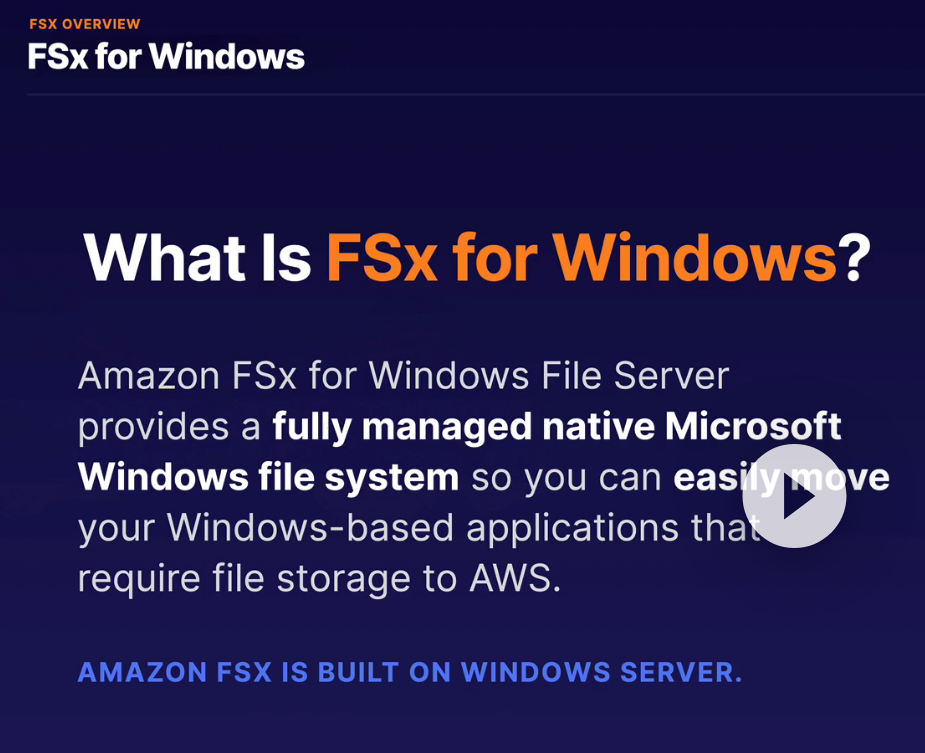 FSX OVERVIEW
FSx for Windows
What Is FSx for Windows?
Amazon FSx for Windows File Server
provides a fully managed native Microsoft
Windows file system so you can easily move
your Windows-based applications that
require file storage to AWS.
AMAZON FSX IS BUILT ON WINDOWS SERVER.